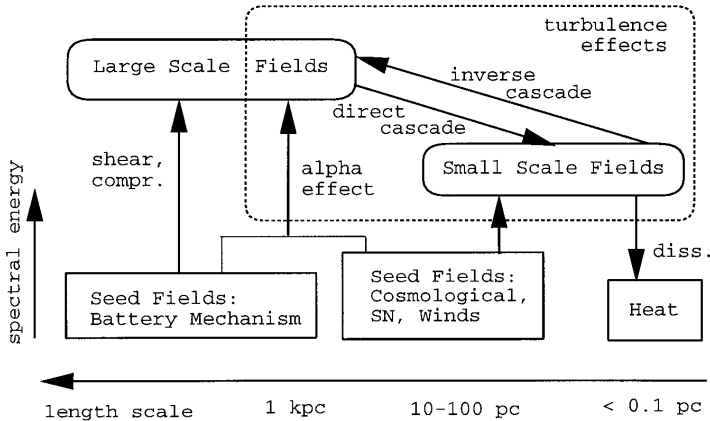 turbulence
effects
Large Scale Fields
inverse
cascade
direct
cascade
shear,
compr.
alpha
effect
Small Scale Fields
spectral energy
diss.
Seed Fields:
Battery Mechanism
Seed Fields:
Cosmological,
SN, Winds
Heat
length scale
1 kpc
10-100 pc
< 0.1 pc